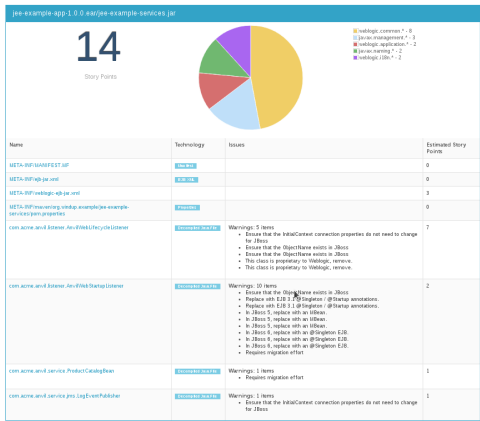 jee-example-app-1.0.0.ear/jee-example-services.jar
14
Story Points
weblogic.common.* - 8
javax.management.* - 3
weblogic.application.* - 2
javax.naming.* - 2
weblogic.i18n.* - 2
Name Technology Issues Estimated Story
Points
META-INF/MANIFEST.MF Manifest 0
META-INF/ejb-jar.xml 0
META-INF/weblogic-ejb-jar.xml 3
META-INF/maven/org.windup.example/jee-example-
services/pom.properties Properties 0
com.acme.anvil.listener.AnvilWebLifecycleListener Decompiled Java File Warnings: 5 items 7
• Ensure that the InitialContext connection properties do not need to change
for JBoss
• Ensure that the ObjectName exists in JBoss
• Ensure that the ObjectName exists in JBoss
• This class is proprietary to Weblogic, remove.
• This class is proprietary to Weblogic, remove.
com.acme.anvil.listener.AnvilWebStartupListener Decompiled Java File Warnings: 10 items 2
• Ensure that the ObjectName exists in JBoss
• Replace with EJB 3.1 @Singleton / @Startup annotations.
• Replace with EJB 3.1 @Singleton / @Startup annotations.
• In JBoss 5, replace with an MBean.
• In JBoss 5, replace with an MBean.
• In JBoss 5, replace with an MBean.
• In JBoss 6, replace with an @Singleton EJB.
• In JBoss 6, replace with an @Singleton EJB.
• In JBoss 6, replace with an @Singleton EJB.
• Requires migration effort
com.acme.anvil.service.ProductCatalogBean Decompiled Java File Warnings: 1 items 1
• Requires migration effort
com.acme.anvil.service.jms.LogEventPublisher Decompiled Java File Warnings: 1 items 1
• Ensure that the InitialContext connection properties do not need to change
for JBoss